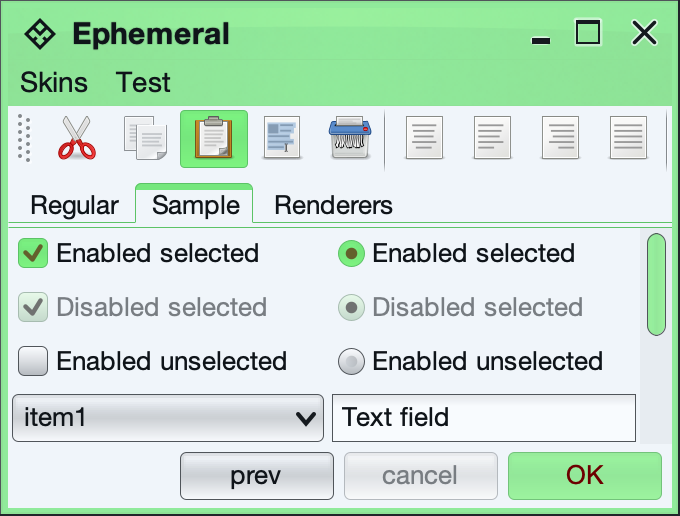 Ephemeral
Skins Test
Regular Sample Renderers
Enabled selected Enabled selected
Disabled selected Disabled selected
Enabled unselected Enabled unselected
item1 Text field
prev cancel OK